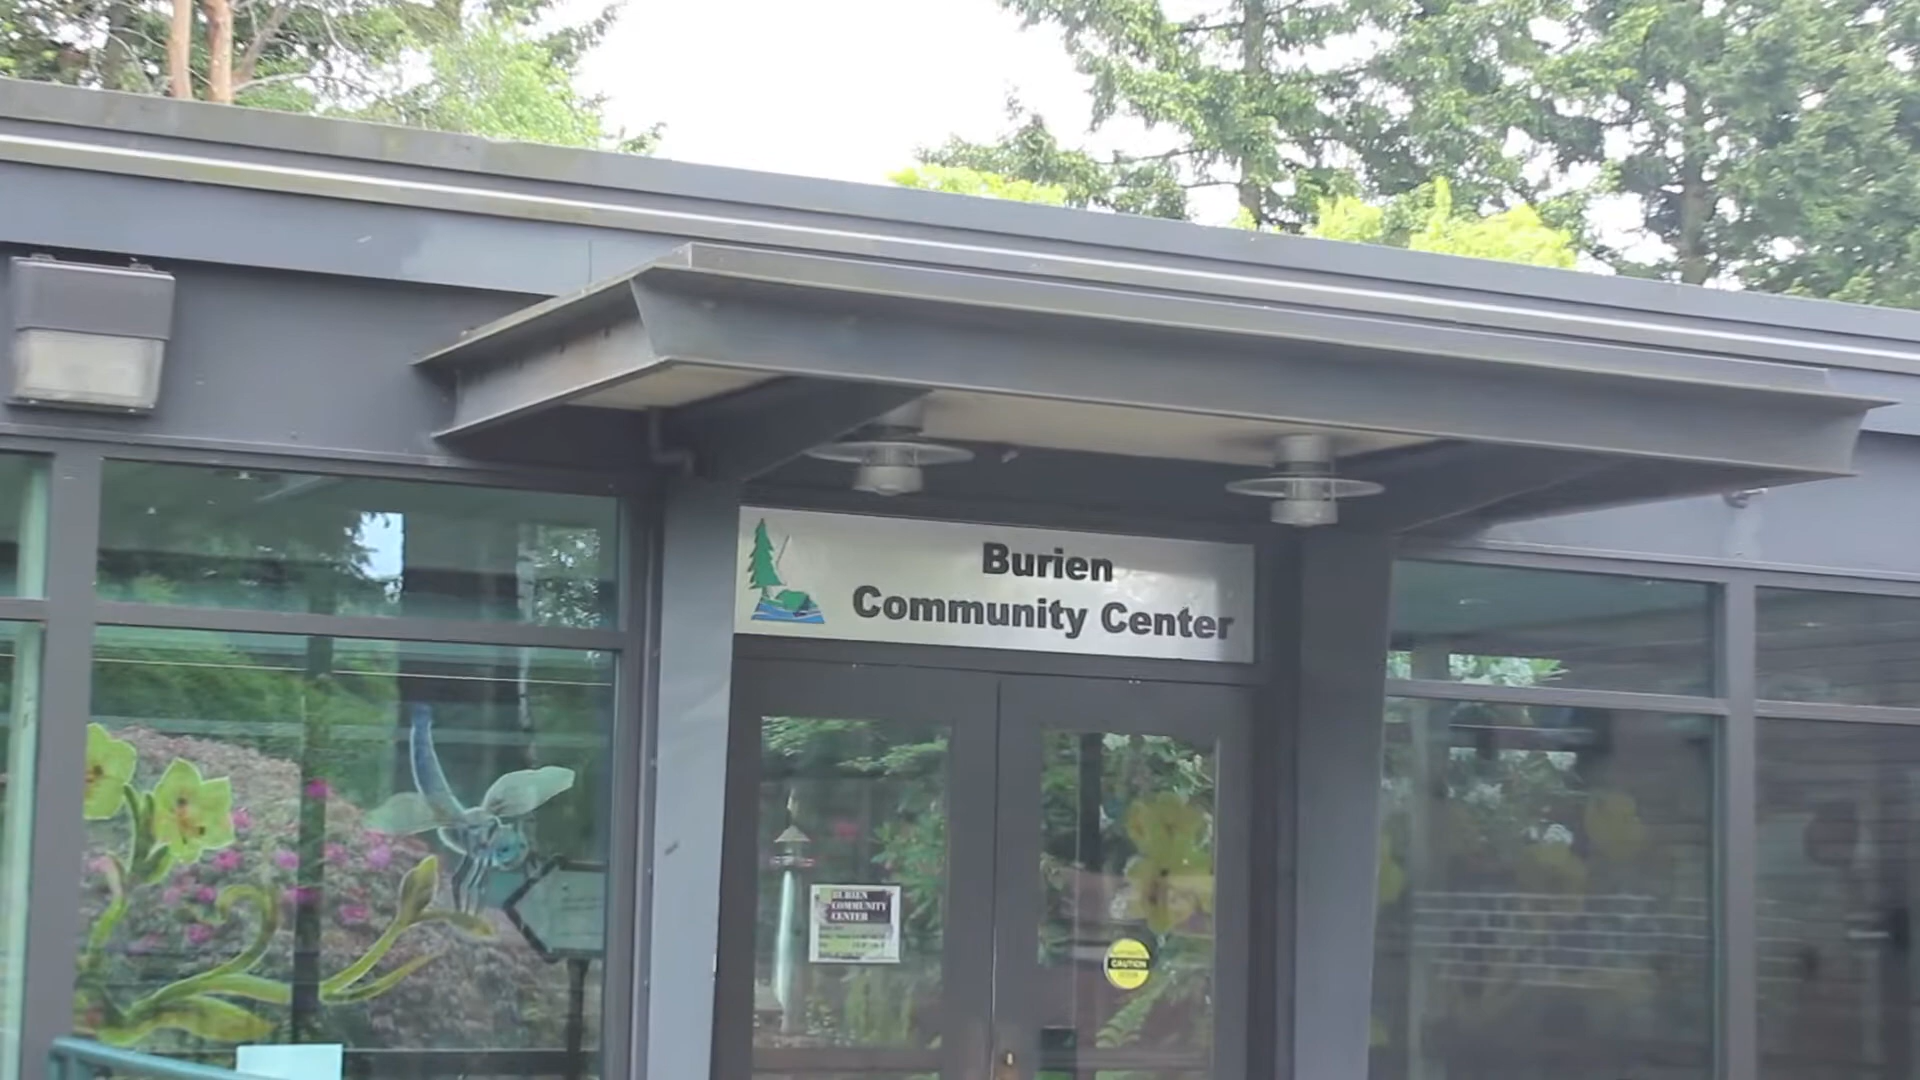 Burien
Community Center
BURIEN
COMMUNITY
CENTER
CAUTION